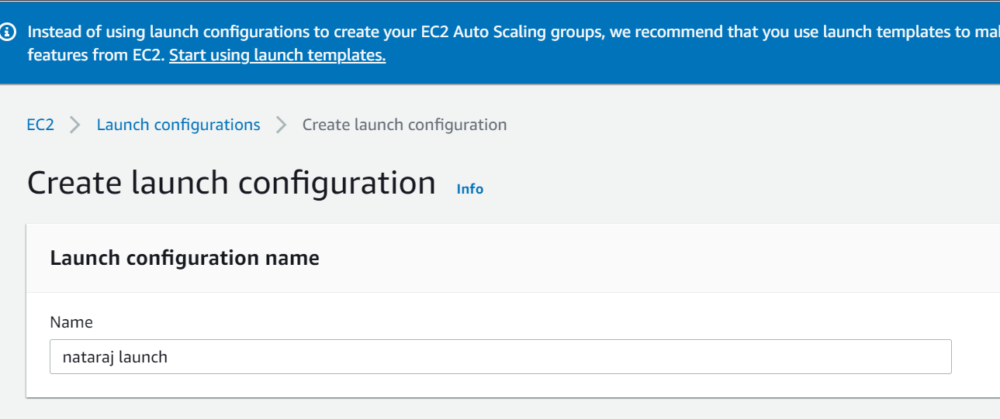 Instead of using launch configurations to create your EC2 Auto Scaling groups, we recommend that you use launch templates to
features from EC2. Start using launch templates.
EC2 > Launch configurations > Create launch configuration
Create launch configuration Info
Launch configuration name
Name
nataraj launch